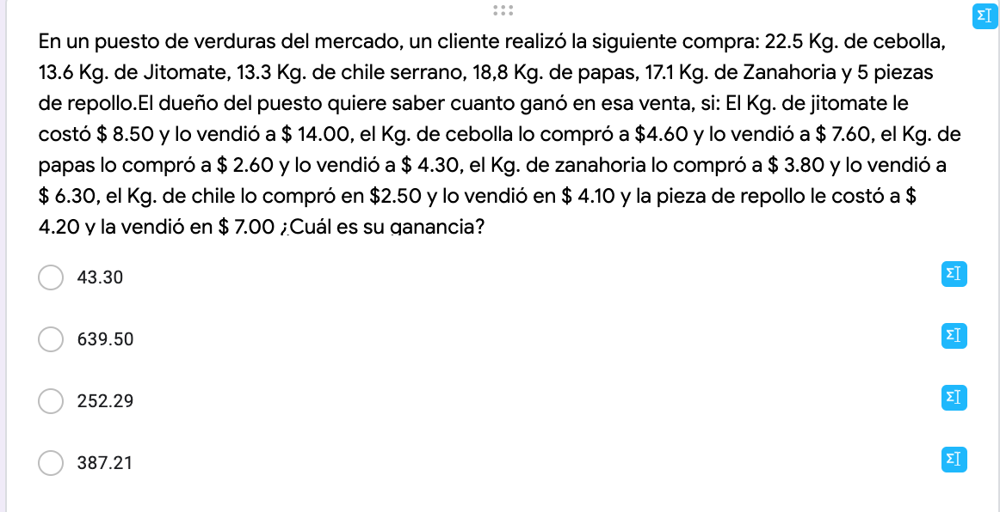 En un puesto de verduras del mercado, un cliente realizó la siguiente compra: 22.5 Kg. de cebolla,
13.6 Kg. de Jitomate, 13.3 Kg. de chile serrano, 18,8 Kg. de papas, 17.1 Kg. de Zanahoria y 5 piezas
de repollo.El dueño del puesto quiere saber cuanto ganó en esa venta, si: El Kg. de jitomate le
costó $ 8.50 y lo vendió a $ 14.00, el Kg. de cebolla lo compró a $4.60 y lo vendió a $ 7.60, el Kg. de
papas lo compró a $ 2.60 y lo vendió a $ 4.30, el Kg. de zanahoria lo compró a $ 3.80 y lo vendió a
$ 6.30, el Kg. de chile lo compró en $2.50 y lo vendió en $ 4.10 y la pieza de repollo le costó a $
4.20 y la vendió en $ 7.00 ¿Cuál es su ganancia?
43.30
639.50
252.29
387.21